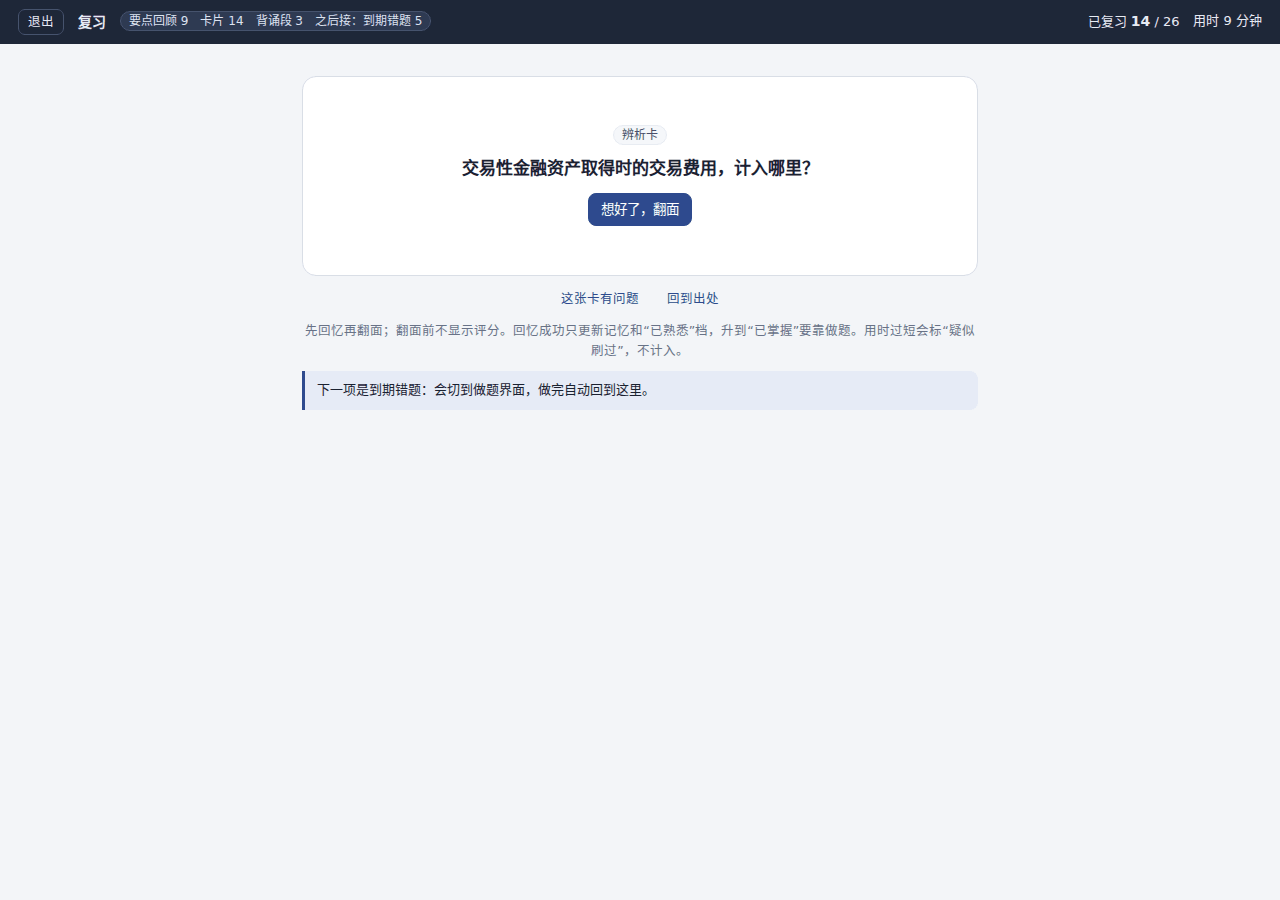 退出 复习 要点回顾 9 卡片 14 背诵段 3 之后接：到期错题 5 已复习 14 / 26 用时 9 分钟
辨析卡
交易性金融资产取得时的交易费用，计入哪里？
想好了，翻面
这张卡有问题 回到出处
先回忆再翻面；翻面前不显示评分。回忆成功只更新记忆和“已熟悉”档，升到“已掌握”要靠做题。用时过短会标“疑似
刷过”，不计入。
下一项是到期错题：会切到做题界面，做完自动回到这里。